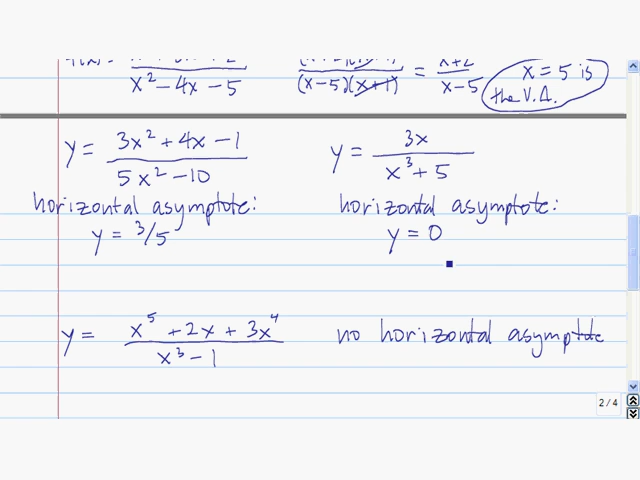 x² - 4x - 5 (x-5)(x+1) = x+2 / x-5 x = 5 is
the V.A.
y = (3x² + 4x - 1) / (5x² - 10) y = 3x / (x³ + 5)
horizontal asymptote: horizontal asymptote:
y = 3/5 y = 0
y = (x⁵ + 2x + 3x⁴) / (x³ - 1) no horizontal asymptote
2/4